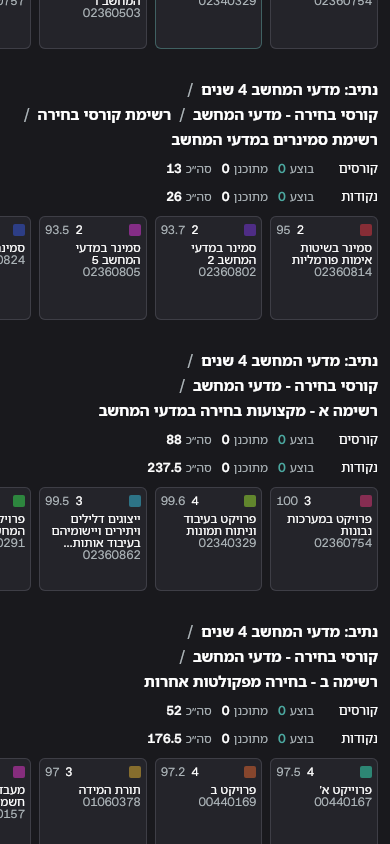 המחשב ו
02360503
02340329
02360754
נתיב: מדעי המחשב 4 שנים /
קורסי בחירה - מדעי המחשב / רשימת קורסי בחירה /
רשימת סמינרים במדעי המחשב
קורסים בוצע 0 מתוכנן 0 סה״כ 13
נקודות בוצע 0 מתוכנן 0 סה״כ 26
2 95
סמינר בשיטות
אימות פורמליות
02360814
2 93.7
סמינר במדעי
המחשב 2
02360802
2 93.5
סמינר במדעי
המחשב 5
02360805
נתיב: מדעי המחשב 4 שנים /
קורסי בחירה - מדעי המחשב /
רשימה א - מקצועות בחירה במדעי המחשב
קורסים בוצע 0 מתוכנן 0 סה״כ 88
נקודות בוצע 0 מתוכנן 0 סה״כ 237.5
3 100
פרויקט במערכות
נבונות
02360754
4 99.6
פרויקט בעיבוד
וניתוח תמונות
02340329
3 99.5
ייצוגים דלילים
ויתירים ויישומיהם
בעיבוד אותות...
02360862
נתיב: מדעי המחשב 4 שנים /
קורסי בחירה - מדעי המחשב /
רשימה ב - בחירה מפקולטות אחרות
קורסים בוצע 0 מתוכנן 0 סה״כ 52
נקודות בוצע 0 מתוכנן 0 סה״כ 176.5
4 97.5
פרוייקט א'
00440167
4 97.2
פרויקט ב
00440169
3 97
תורת המידה
01060378